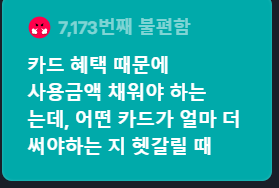 7,173번째 불편함
카드 혜택 때문에
사용금액 채워야 하는
는데, 어떤 카드가 얼마 더
써야하는 지 헷갈릴 때